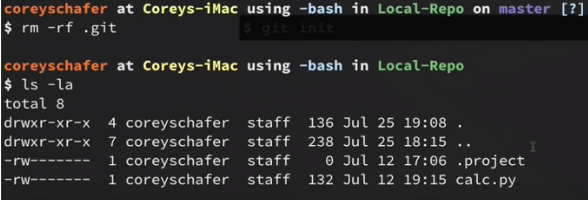 coreyschafer at Coreys-iMac using -bash in Local-Repo on master [?]
$ rm -rf .git $ git init
coreyschafer at Coreys-iMac using -bash in Local-Repo
$ ls -la
total 8
drwxr-xr-x 4 coreyschafer staff 136 Jul 25 19:08 .
drwxr-xr-x 7 coreyschafer staff 238 Jul 25 18:15 ..
-rw------- 1 coreyschafer staff 0 Jul 12 17:06 .project
-rw------- 1 coreyschafer staff 132 Jul 12 19:15 calc.py